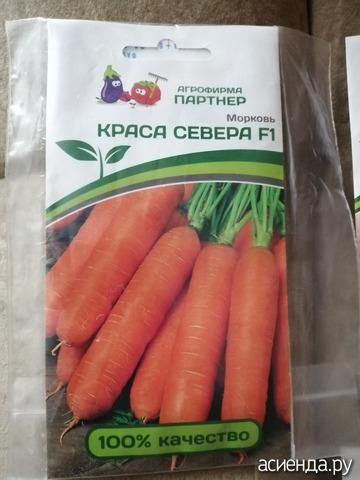 АГРОФИРМА
ПАРТНЕР
Морковь
КРАСА СЕВЕРА F1
100% качество
асиенда.ру